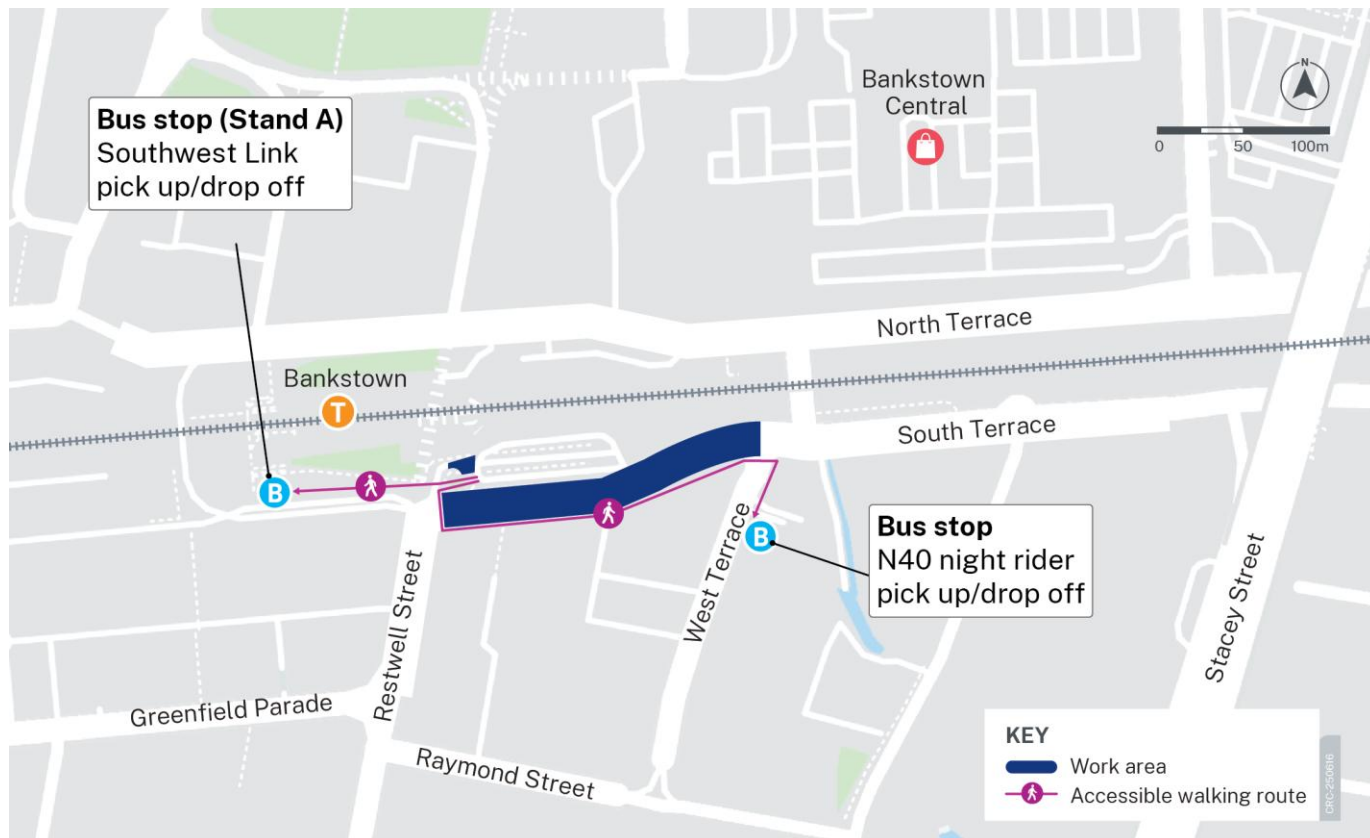 Bus stop (Stand A)
Southwest Link
pick up/drop off
Bankstown
Central
N
0 50 100m
North Terrace
Bankstown
T
South Terrace
B
Bus stop
N40 night rider
pick up/drop off
B
West Terrace
Restwell Street
Stacey Street
Greenfield Parade
Raymond Street
KEY
Work area
Accessible walking route
CRC-250616